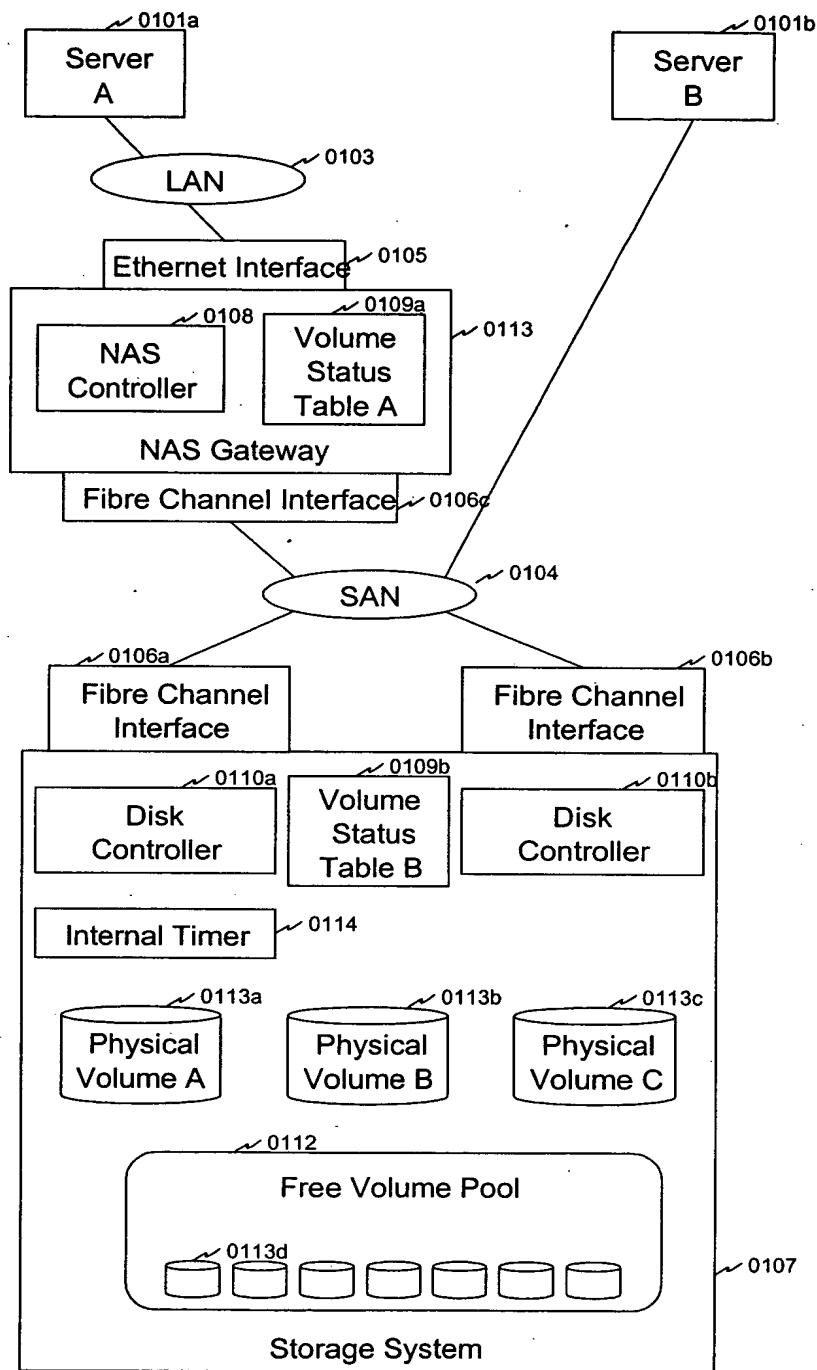 0101a
Server
A
0101b
Server
B
0103
LAN
Ethernet Interface
0105
0108
NAS
Controller
0109a
Volume
Status
Table A
0113
NAS Gateway
Fibre Channel Interface
0106c
SAN
0104
0106a
Fibre Channel
Interface
0106b
Fibre Channel
Interface
0110a
Disk
Controller
0109b
Volume
Status
Table B
0110b
Disk
Controller
Internal Timer
0114
0113a
Physical
Volume A
0113b
Physical
Volume B
0113c
Physical
Volume C
0112
Free Volume Pool
0113d
0107
Storage System